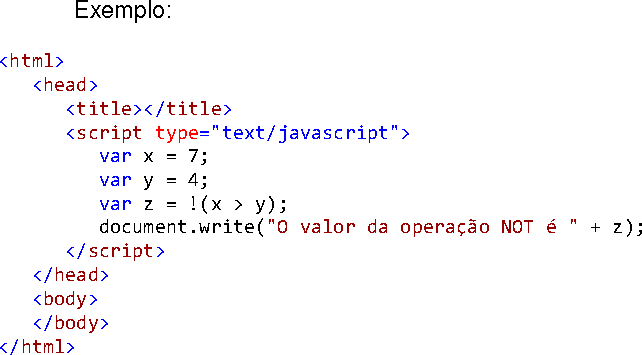 Exemplo:
<html>
<head>
<title></title>
<script type="text/javascript">
var x = 7;
var y = 4;
var z = !(x > y);
document.write("O valor da operação NOT é " + z);
</script>
</head>
<body>
</body>
</html>